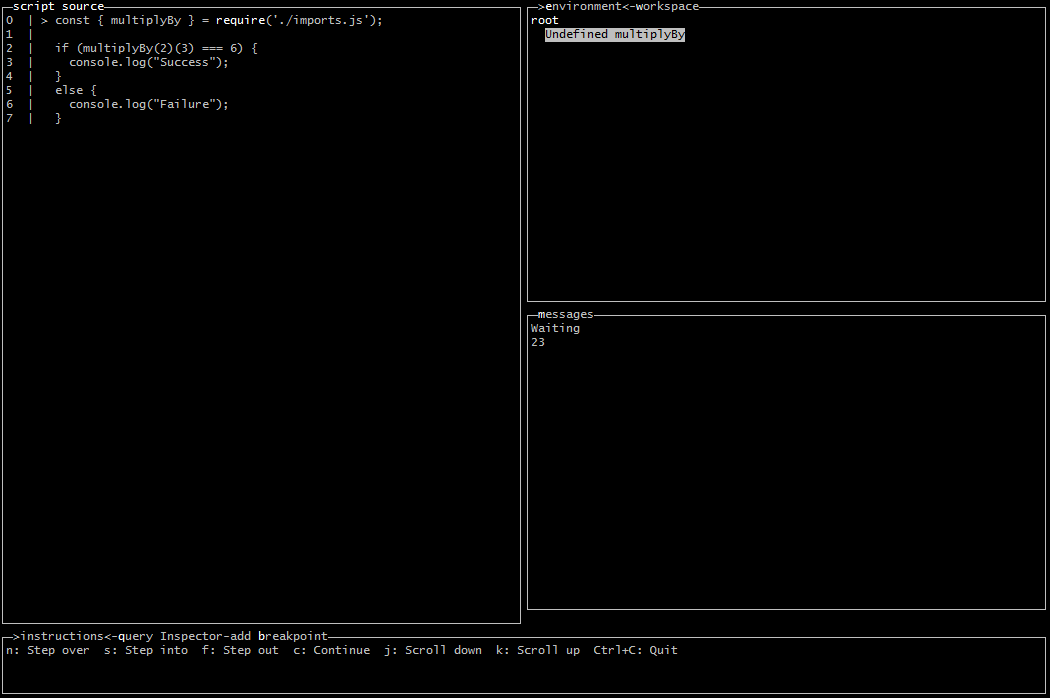 script source
0 | > const { multiplyBy } = require('./imports.js');
1 |
2 | if (multiplyBy(2)(3) === 6) {
3 | console.log("Success");
4 | }
5 | else {
6 | console.log("Failure");
7 | }
>environment<-workspace
root
Undefined multiplyBy
messages
Waiting
23
>instructions<-query Inspector-add breakpoint
n: Step over s: Step into f: Step out c: Continue j: Scroll down k: Scroll up Ctrl+C: Quit